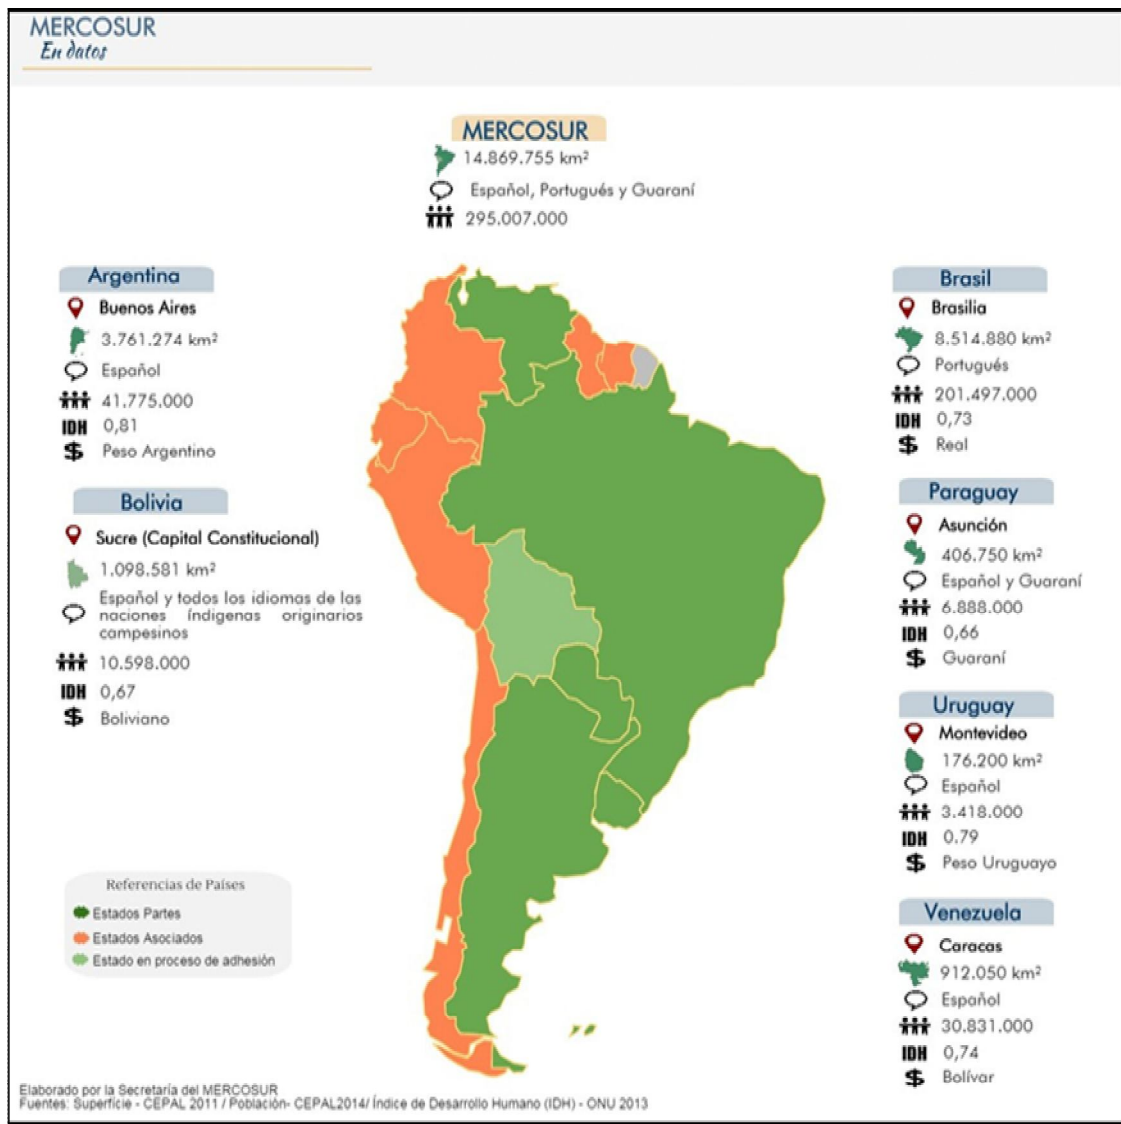 MERCOSUR
En datos
MERCOSUR
14.869.755 km²
Español, Portugués y Guaraní
295.007.000
Argentina
Buenos Aires
3.761.274 km²
Español
41.775.000
IDH 0,81
$ Peso Argentino
Bolivia
Sucre (Capital Constitucional)
1.098.581 km²
Español y todos los idiomas de las
naciones índígenas originarios
campesinos
10.598.000
IDH 0,67
$ Boliviano
Brasil
Brasilia
8.514.880 km²
Portugués
201.497.000
IDH 0,73
$ Real
Paraguay
Asunción
406.750 km²
Español y Guaraní
6.888.000
IDH 0,66
$ Guaraní
Uruguay
Montevideo
176.200 km²
Español
3.418.000
IDH 0.79
$ Peso Uruguayo
Venezuela
Caracas
912.050 km²
Español
30.831.000
IDH 0,74
$ Bolívar
Referencias de Países
Estados Partes
Estados Asociados
Estado en proceso de adhesión
Elaborado por la Secretaría del MERCOSUR
Fuentes: Superficie - CEPAL 2011 / Población- CEPAL2014/ Índice de Desarrollo Humano (IDH) - ONU 2013